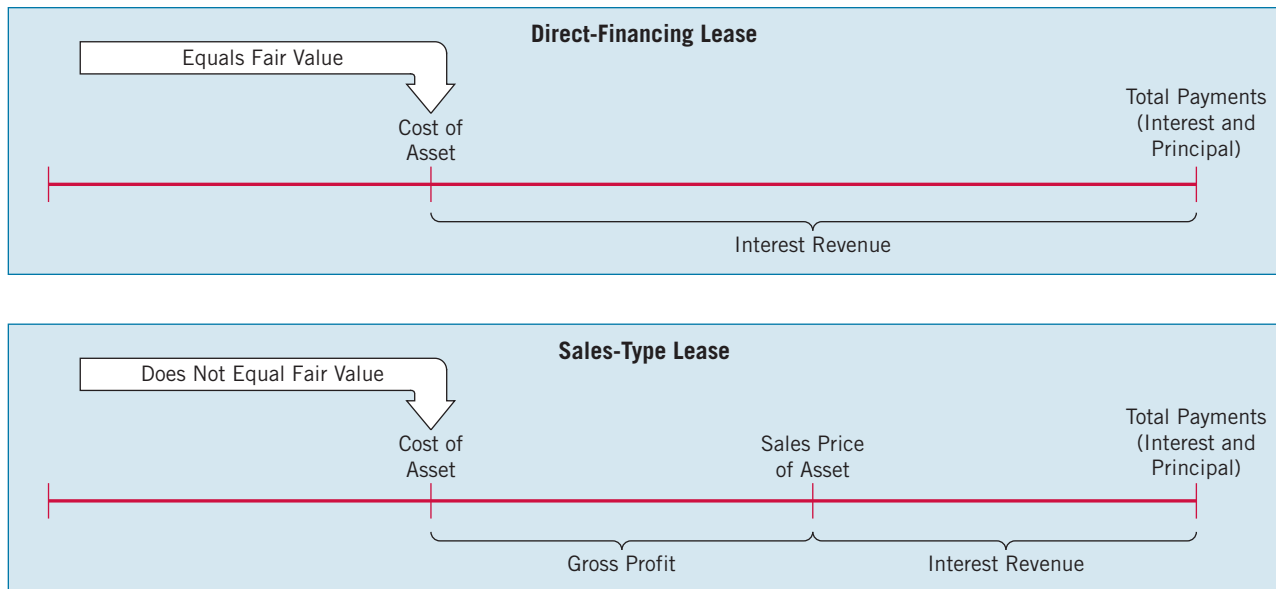 Direct-Financing Lease
Equals Fair Value
Cost of
Asset
Total Payments
(Interest and
Principal)
Interest Revenue
Sales-Type Lease
Does Not Equal Fair Value
Cost of
Asset
Sales Price
of Asset
Total Payments
(Interest and
Principal)
Gross Profit
Interest Revenue